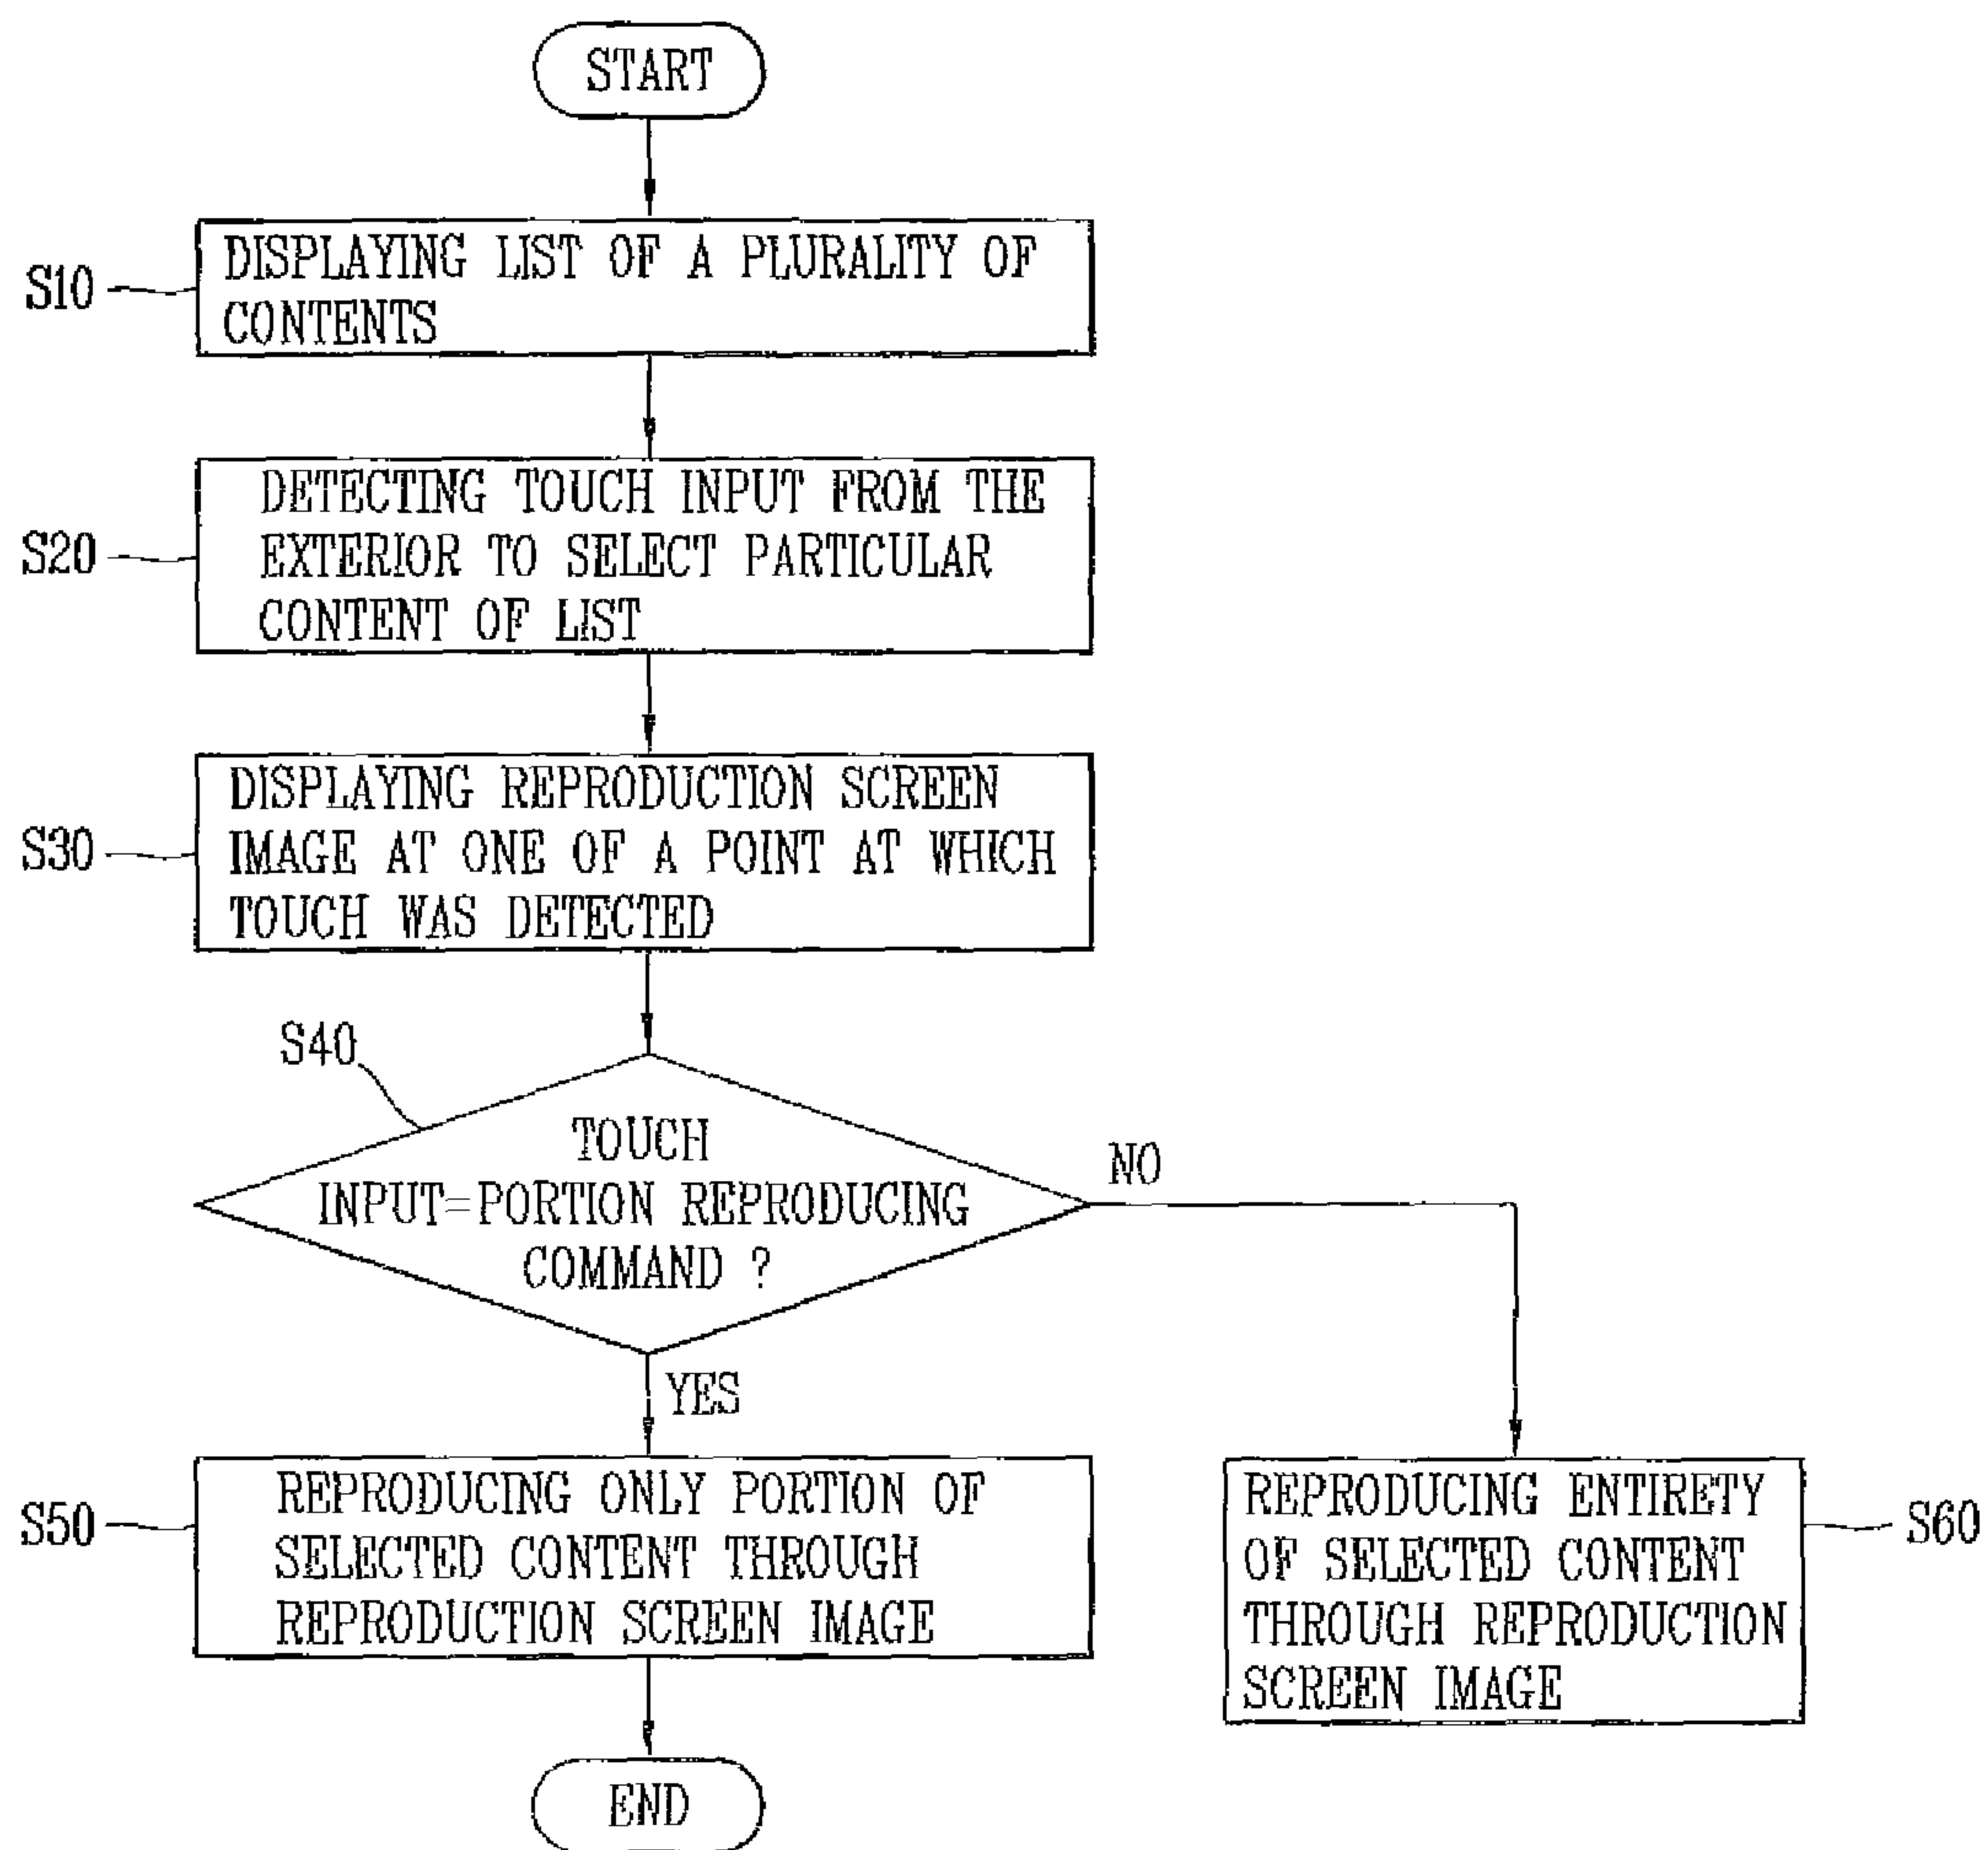 START
S10
DISPLAYING LIST OF A PLURALITY OF
CONTENTS
S20
DETECTING TOUCH INPUT FROM THE
EXTERIOR TO SELECT PARTICULAR
CONTENT OF LIST
S30
DISPLAYING REPRODUCTION SCREEN
IMAGE AT ONE OF A POINT AT WHICH
TOUCH WAS DETECTED
S40
TOUCH
INPUT=PORTION REPRODUCING
COMMAND ?
NO
YES
S50
REPRODUCING ONLY PORTION OF
SELECTED CONTENT THROUGH
REPRODUCTION SCREEN IMAGE
REPRODUCING ENTIRETY
OF SELECTED CONTENT
THROUGH REPRODUCTION
SCREEN IMAGE
S60
END